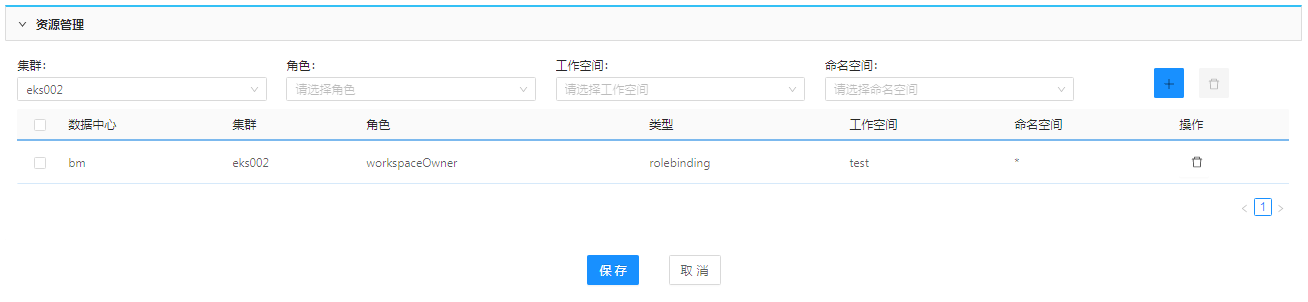 资源管理
集群： 角色： 工作空间： 命名空间：
eks002 请选择角色 请选择工作空间 请选择命名空间
数据中心 集群 角色 类型 工作空间 命名空间 操作
bm eks002 workspaceOwner rolebinding test *
1
保存 取消